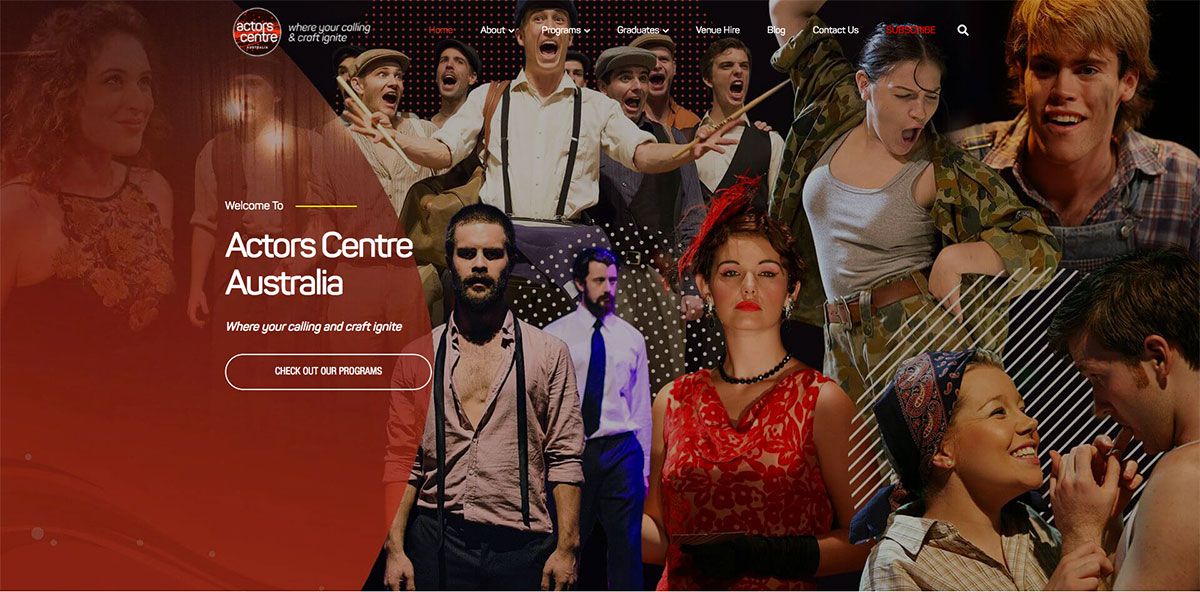 actors
centre
AUSTRALIA
where your calling
& craft ignite
Home
About
Programs
Graduates
Venue Hire
Blog
Contact Us
SUBSCRIBE
Welcome To
Actors Centre
Australia
Where your calling and craft ignite
CHECK OUT OUR PROGRAMS